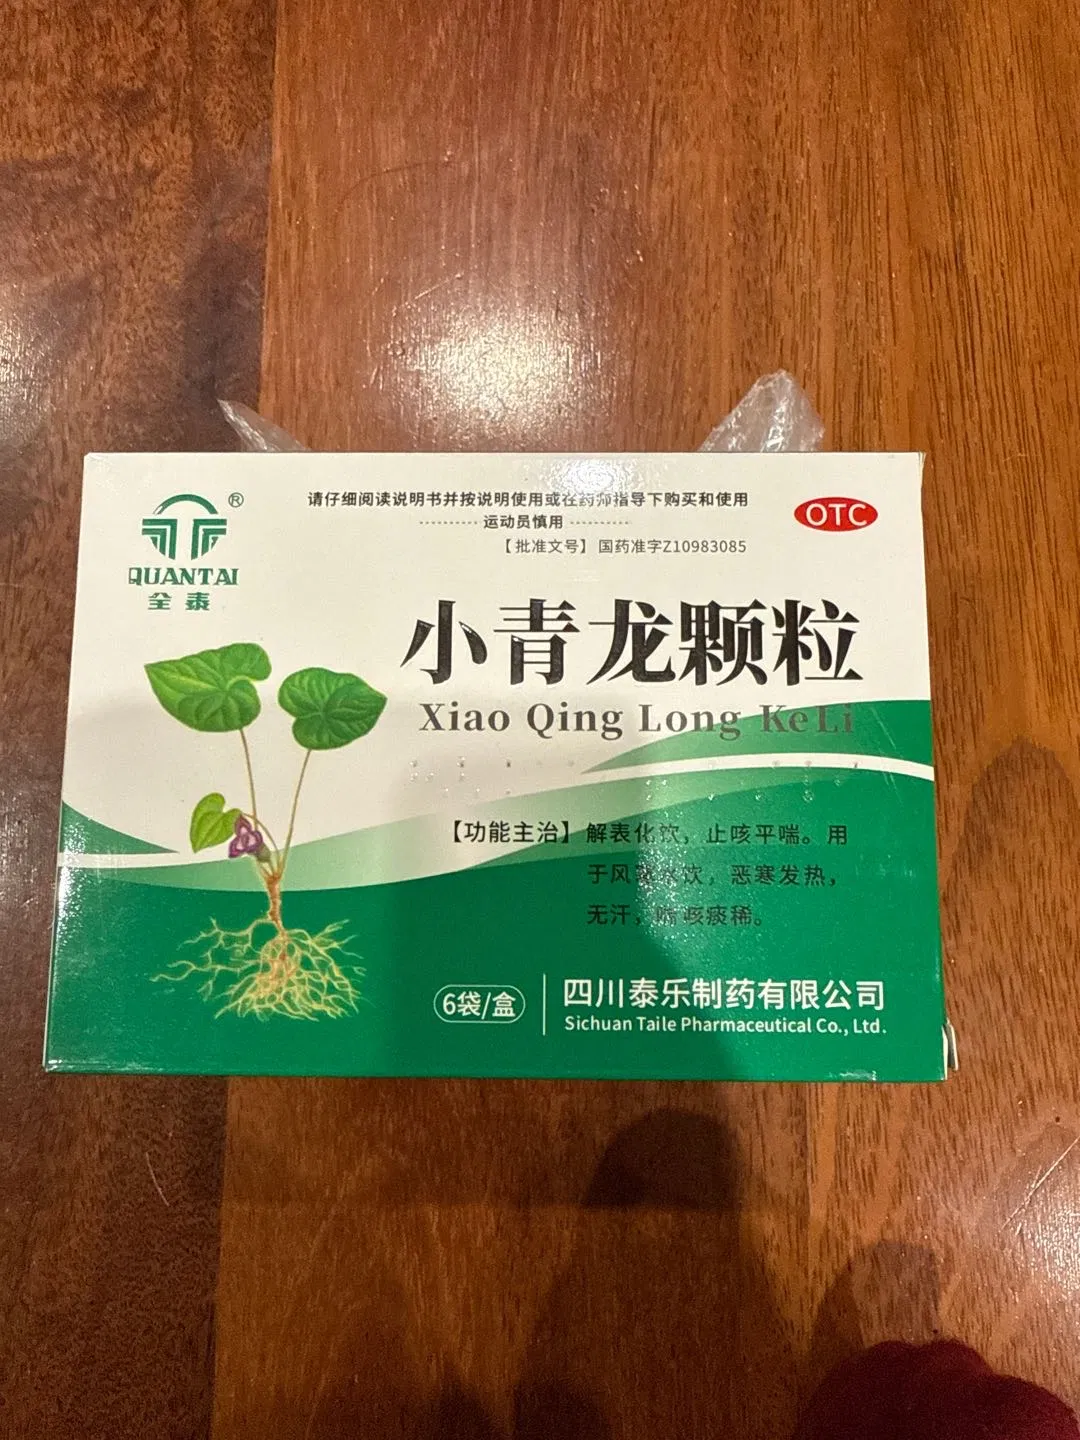 请仔细阅读说明书并按说明使用或在药师指导下购买和使用
运动员慎用
【批准文号】国药准字Z10983085
OTC
®
QUANTAI
全泰
小青龙颗粒
Xiao Qing Long KeLi
【功能主治】解表化饮，止咳平喘。用
于风寒水饮，恶寒发热，
无汗，喘咳痰稀。
6袋/盒
四川泰乐制药有限公司
Sichuan Taile Pharmaceutical Co., Ltd.